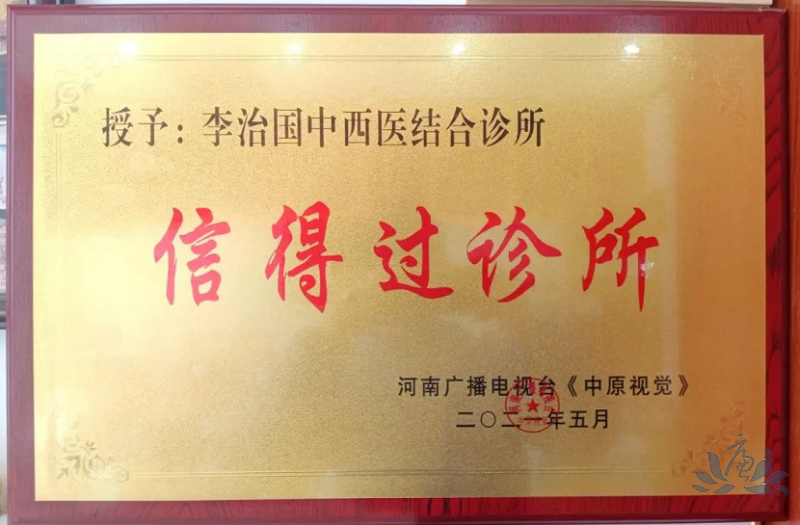 授予：李治国中西医结合诊所
信得过诊所
河南广播电视台《中原视觉》
二〇二一年五月